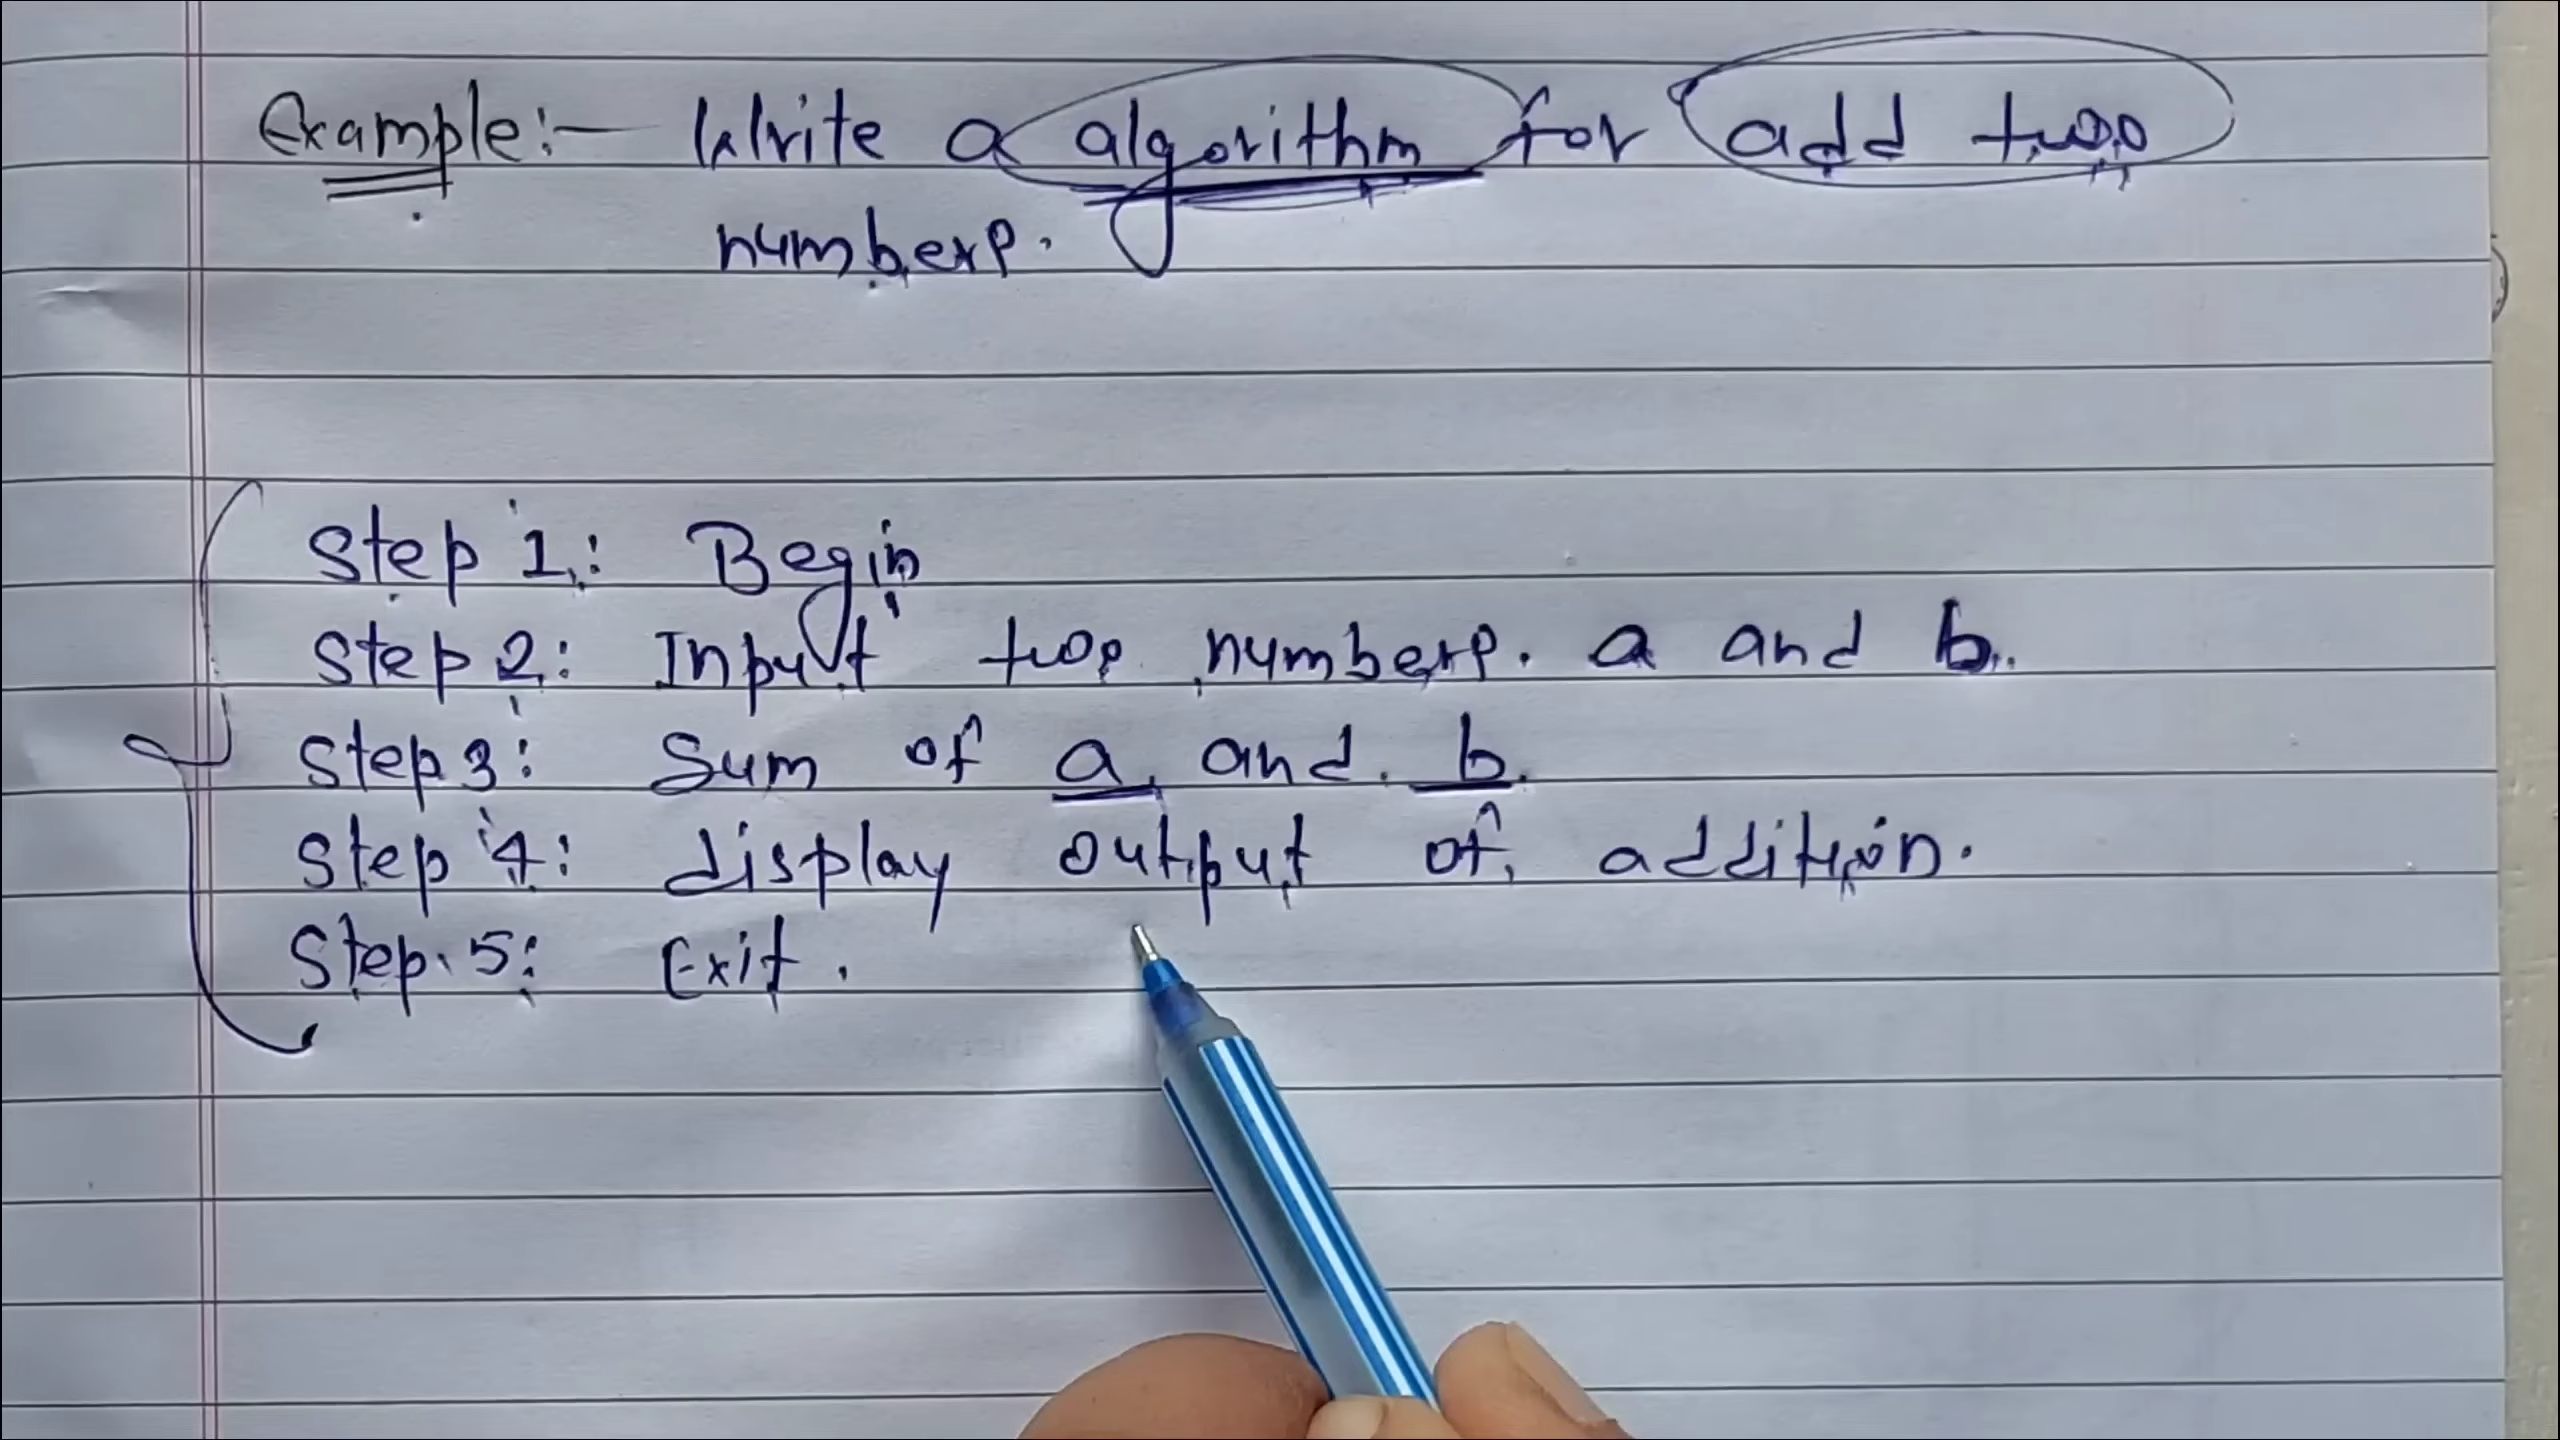 Example:- Write a algorithm for add two
numbers.
Step 1: Begin
Step 2: Input two numbers. a and b.
Step 3: Sum of a and b.
Step 4: display output of addition.
Step 5: Exit.